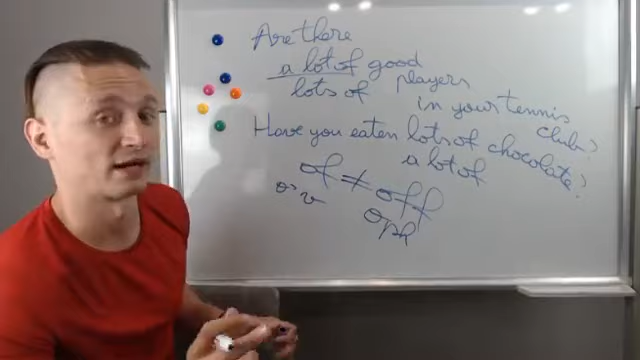 Are there
a lot of good
lots of players
in your tennis
club?
Have you eaten lots of chocolate?
a lot of
of ≠ off
o'v oph